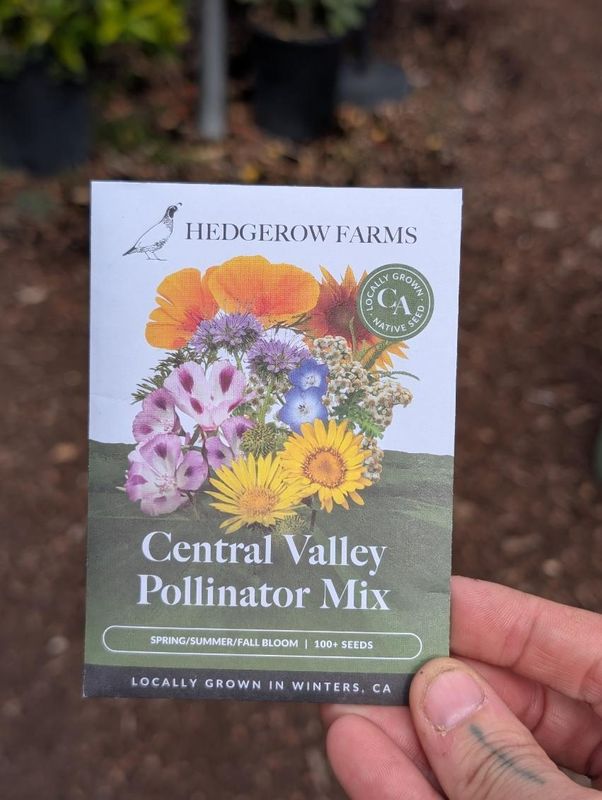 HEDGEROW FARMS
LOCALLY GROWN
CA
NATIVE SEED
Central Valley
Pollinator Mix
SPRING/SUMMER/FALL BLOOM | 100+ SEEDS
LOCALLY GROWN IN WINTERS, CA